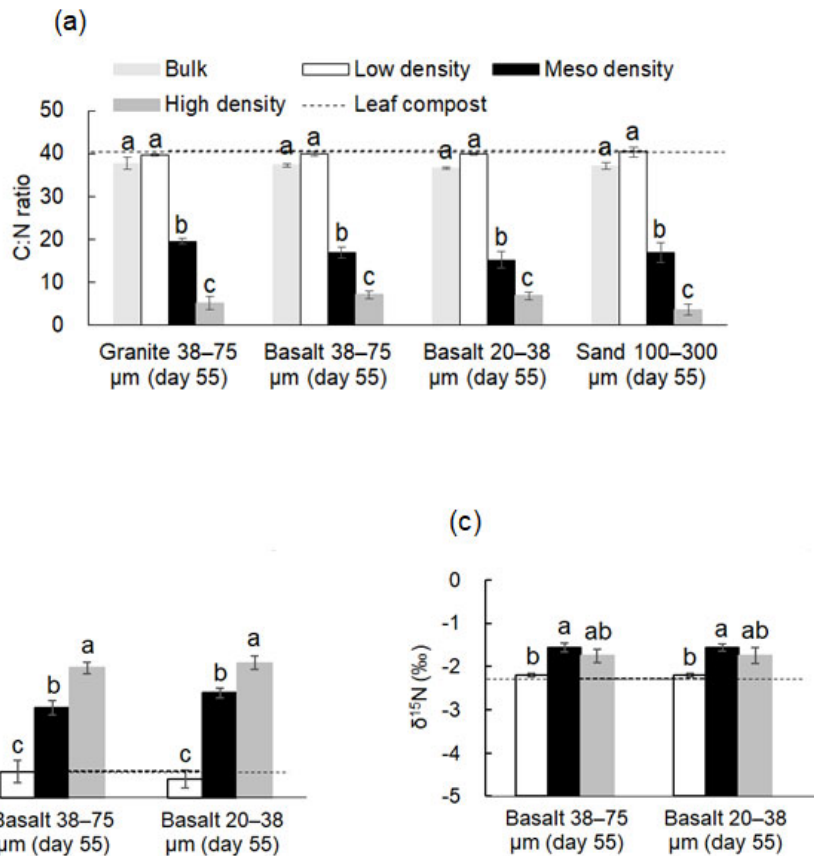 (a)
Bulk Low density Meso density
High density Leaf compost
50
40
30
20
10
0
C:N ratio
a a a a a a a a
b b b b
c c c c
Granite 38–75 Basalt 38–75 Basalt 20–38 Sand 100–300
µm (day 55) µm (day 55) µm (day 55) µm (day 55)
a a
b b
c c
Basalt 20–38
38–75
µm (day 55) µm (day 55)
(c)
0
-1
-2
-3
-4
-5
δ¹⁵N (‰)
b a ab b a ab
Basalt 38–75 Basalt 20–38
µm (day 55) µm (day 55)